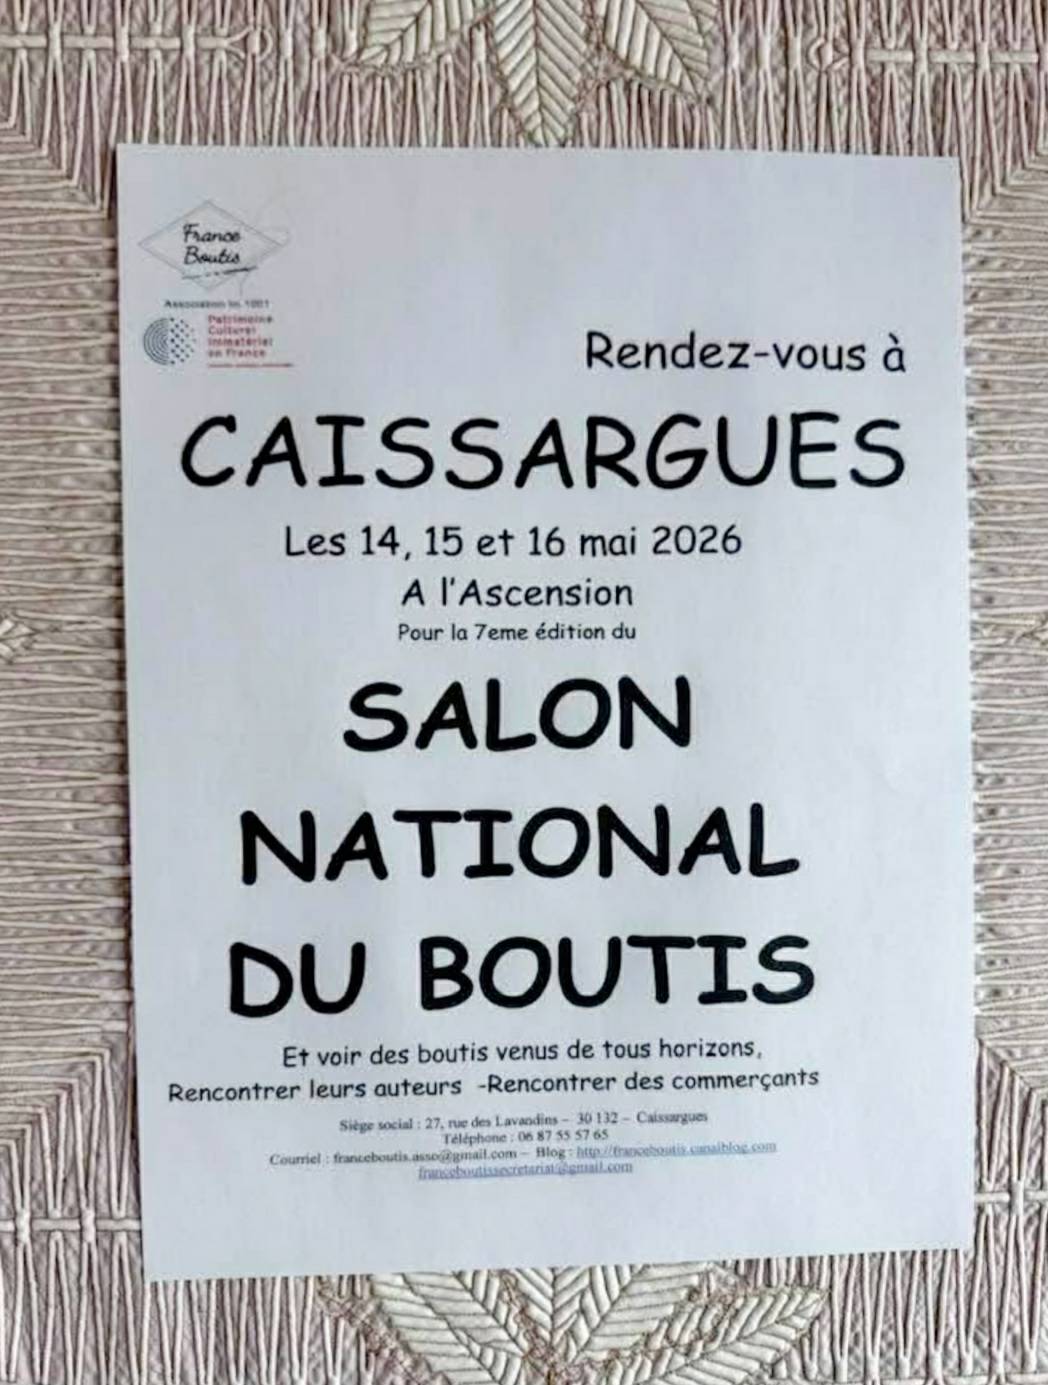 France
Boutis
Association loi 1901
Patrimoine
Culturel
Immatériel
en France
Rendez-vous à
CAISSARGUES
Les 14, 15 et 16 mai 2026
A l'Ascension
Pour la 7eme édition du
SALON
NATIONAL
DU BOUTIS
Et voir des boutis venus de tous horizons,
Rencontrer leurs auteurs -Rencontrer des commerçants
Siège social : 27, rue des Lavandins – 30 132 – Caissargues
Téléphone : 06 87 55 57 65
Courriel : franceboutis.asso@gmail.com – Blog : http://franceboutis.canalblog.com
franceboutissecretariat@gmail.com